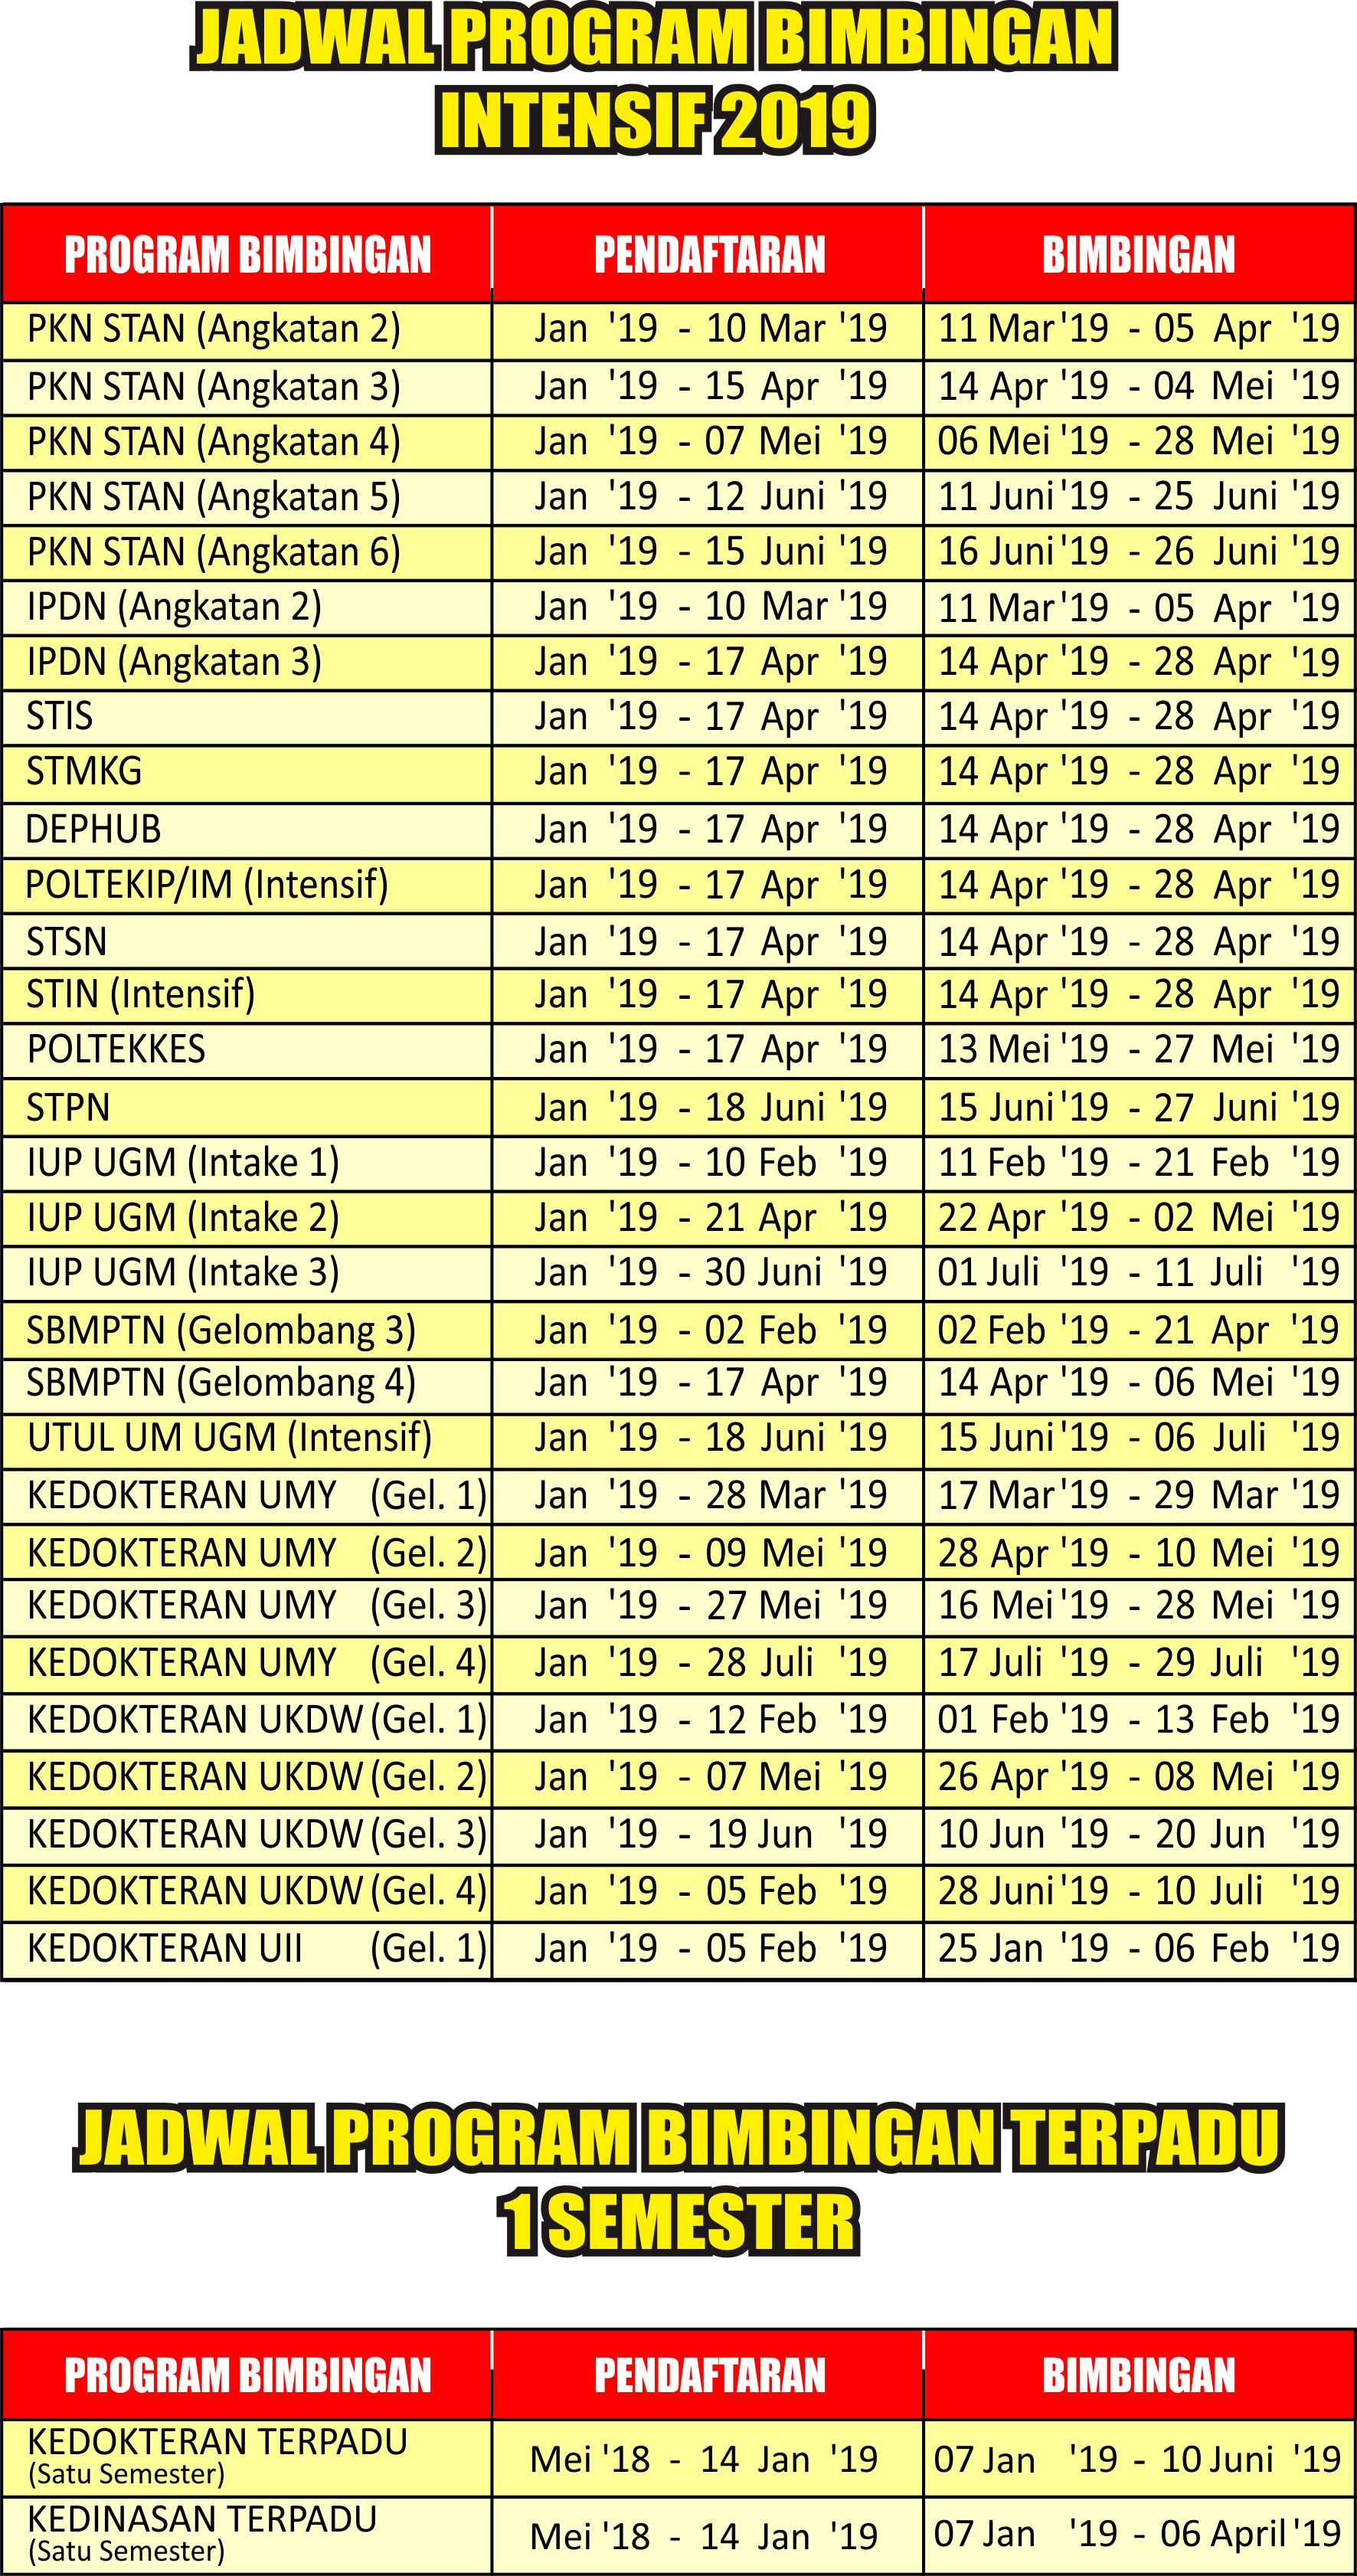 JADWAL PROGRAM BIMBINGAN
INTENSIF 2019
PROGRAM BIMBINGAN PENDAFTARAN BIMBINGAN
PKN STAN (Angkatan 2) Jan '19 - 10 Mar '19 11 Mar '19 - 05 Apr '19
PKN STAN (Angkatan 3) Jan '19 - 15 Apr '19 14 Apr '19 - 04 Mei '19
PKN STAN (Angkatan 4) Jan '19 - 07 Mei '19 06 Mei '19 - 28 Mei '19
PKN STAN (Angkatan 5) Jan '19 - 12 Juni '19 11 Juni '19 - 25 Juni '19
PKN STAN (Angkatan 6) Jan '19 - 15 Juni '19 16 Juni '19 - 26 Juni '19
IPDN (Angkatan 2) Jan '19 - 10 Mar '19 11 Mar '19 - 05 Apr '19
IPDN (Angkatan 3) Jan '19 - 17 Apr '19 14 Apr '19 - 28 Apr '19
STIS Jan '19 - 17 Apr '19 14 Apr '19 - 28 Apr '19
STMKG Jan '19 - 17 Apr '19 14 Apr '19 - 28 Apr '19
DEPHUB Jan '19 - 17 Apr '19 14 Apr '19 - 28 Apr '19
POLTEKIP/IM (Intensif) Jan '19 - 17 Apr '19 14 Apr '19 - 28 Apr '19
STSN Jan '19 - 17 Apr '19 14 Apr '19 - 28 Apr '19
STIN (Intensif) Jan '19 - 17 Apr '19 14 Apr '19 - 28 Apr '19
POLTEKKES Jan '19 - 17 Apr '19 13 Mei '19 - 27 Mei '19
STPN Jan '19 - 18 Juni '19 15 Juni '19 - 27 Juni '19
IUP UGM (Intake 1) Jan '19 - 10 Feb '19 11 Feb '19 - 21 Feb '19
IUP UGM (Intake 2) Jan '19 - 21 Apr '19 22 Apr '19 - 02 Mei '19
IUP UGM (Intake 3) Jan '19 - 30 Juni '19 01 Juli '19 - 11 Juli '19
SBMPTN (Gelombang 3) Jan '19 - 02 Feb '19 02 Feb '19 - 21 Apr '19
SBMPTN (Gelombang 4) Jan '19 - 17 Apr '19 14 Apr '19 - 06 Mei '19
UTUL UM UGM (Intensif) Jan '19 - 18 Juni '19 15 Juni '19 - 06 Juli '19
KEDOKTERAN UMY (Gel. 1) Jan '19 - 28 Mar '19 17 Mar '19 - 29 Mar '19
KEDOKTERAN UMY (Gel. 2) Jan '19 - 09 Mei '19 28 Apr '19 - 10 Mei '19
KEDOKTERAN UMY (Gel. 3) Jan '19 - 27 Mei '19 16 Mei '19 - 28 Mei '19
KEDOKTERAN UMY (Gel. 4) Jan '19 - 28 Juli '19 17 Juli '19 - 29 Juli '19
KEDOKTERAN UKDW (Gel. 1) Jan '19 - 12 Feb '19 01 Feb '19 - 13 Feb '19
KEDOKTERAN UKDW (Gel. 2) Jan '19 - 07 Mei '19 26 Apr '19 - 08 Mei '19
KEDOKTERAN UKDW (Gel. 3) Jan '19 - 19 Jun '19 10 Jun '19 - 20 Jun '19
KEDOKTERAN UKDW (Gel. 4) Jan '19 - 05 Feb '19 28 Juni '19 - 10 Juli '19
KEDOKTERAN UII (Gel. 1) Jan '19 - 05 Feb '19 25 Jan '19 - 06 Feb '19
JADWAL PROGRAM BIMBINGAN TERPADU
1 SEMESTER
PROGRAM BIMBINGAN PENDAFTARAN BIMBINGAN
KEDOKTERAN TERPADU
(Satu Semester) Mei '18 - 14 Jan '19 07 Jan '19 - 10 Juni '19
KEDINASAN TERPADU
(Satu Semester) Mei '18 - 14 Jan '19 07 Jan '19 - 06 April '19